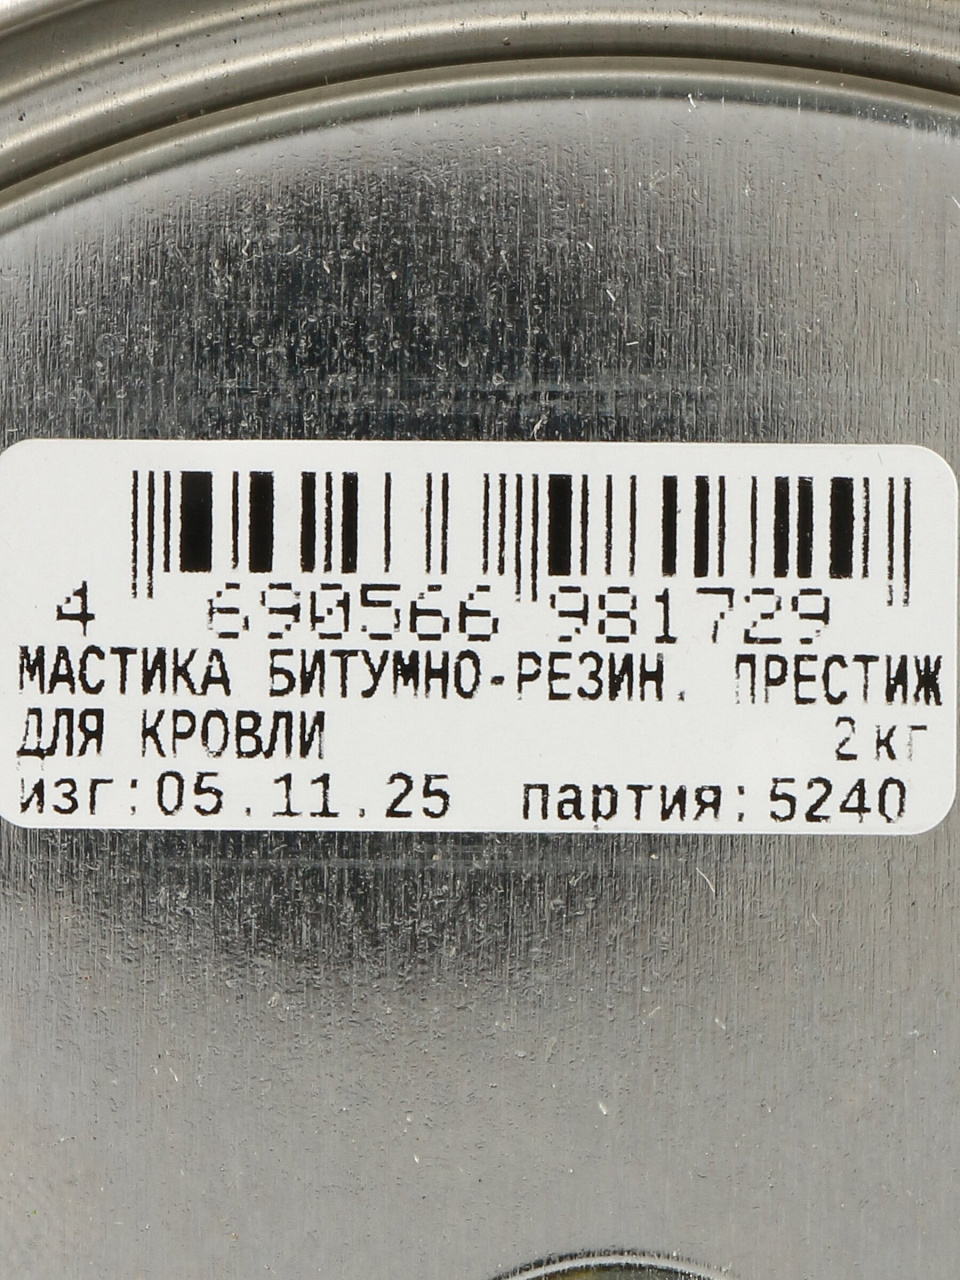 4 690566 981729
МАСТИКА БИТУМНО-РЕЗИН. ПРЕСТИЖ
ДЛЯ КРОВЛИ 2кг
изг:05.11.25 партия:5240